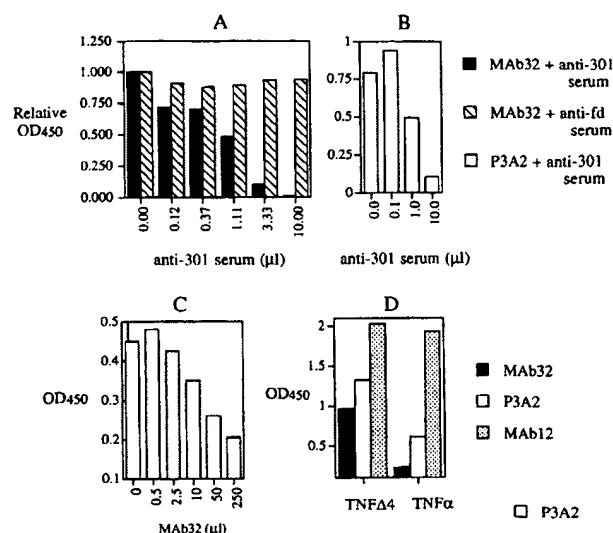 A
B
1.250
1.000
0.750
0.500
0.250
0.000
Relative
OD450
0.00
0.12
0.37
1.11
3.33
10.00
anti-301 serum (µl)
1
0.75
0.5
0.25
0
0.0
0.1
1.0
10.0
anti-301 serum (µl)
MAb32 + anti-301
serum
MAb32 + anti-fd
serum
P3A2 + anti-301
serum
C
D
0.5
0.4
0.3
0.2
0.1
OD450
0
0.5
2.5
10
50
250
MAb32 (µl)
2
1.5
1
0.5
OD450
TNFΔ4
TNFα
MAb32
P3A2
MAb12
P3A2